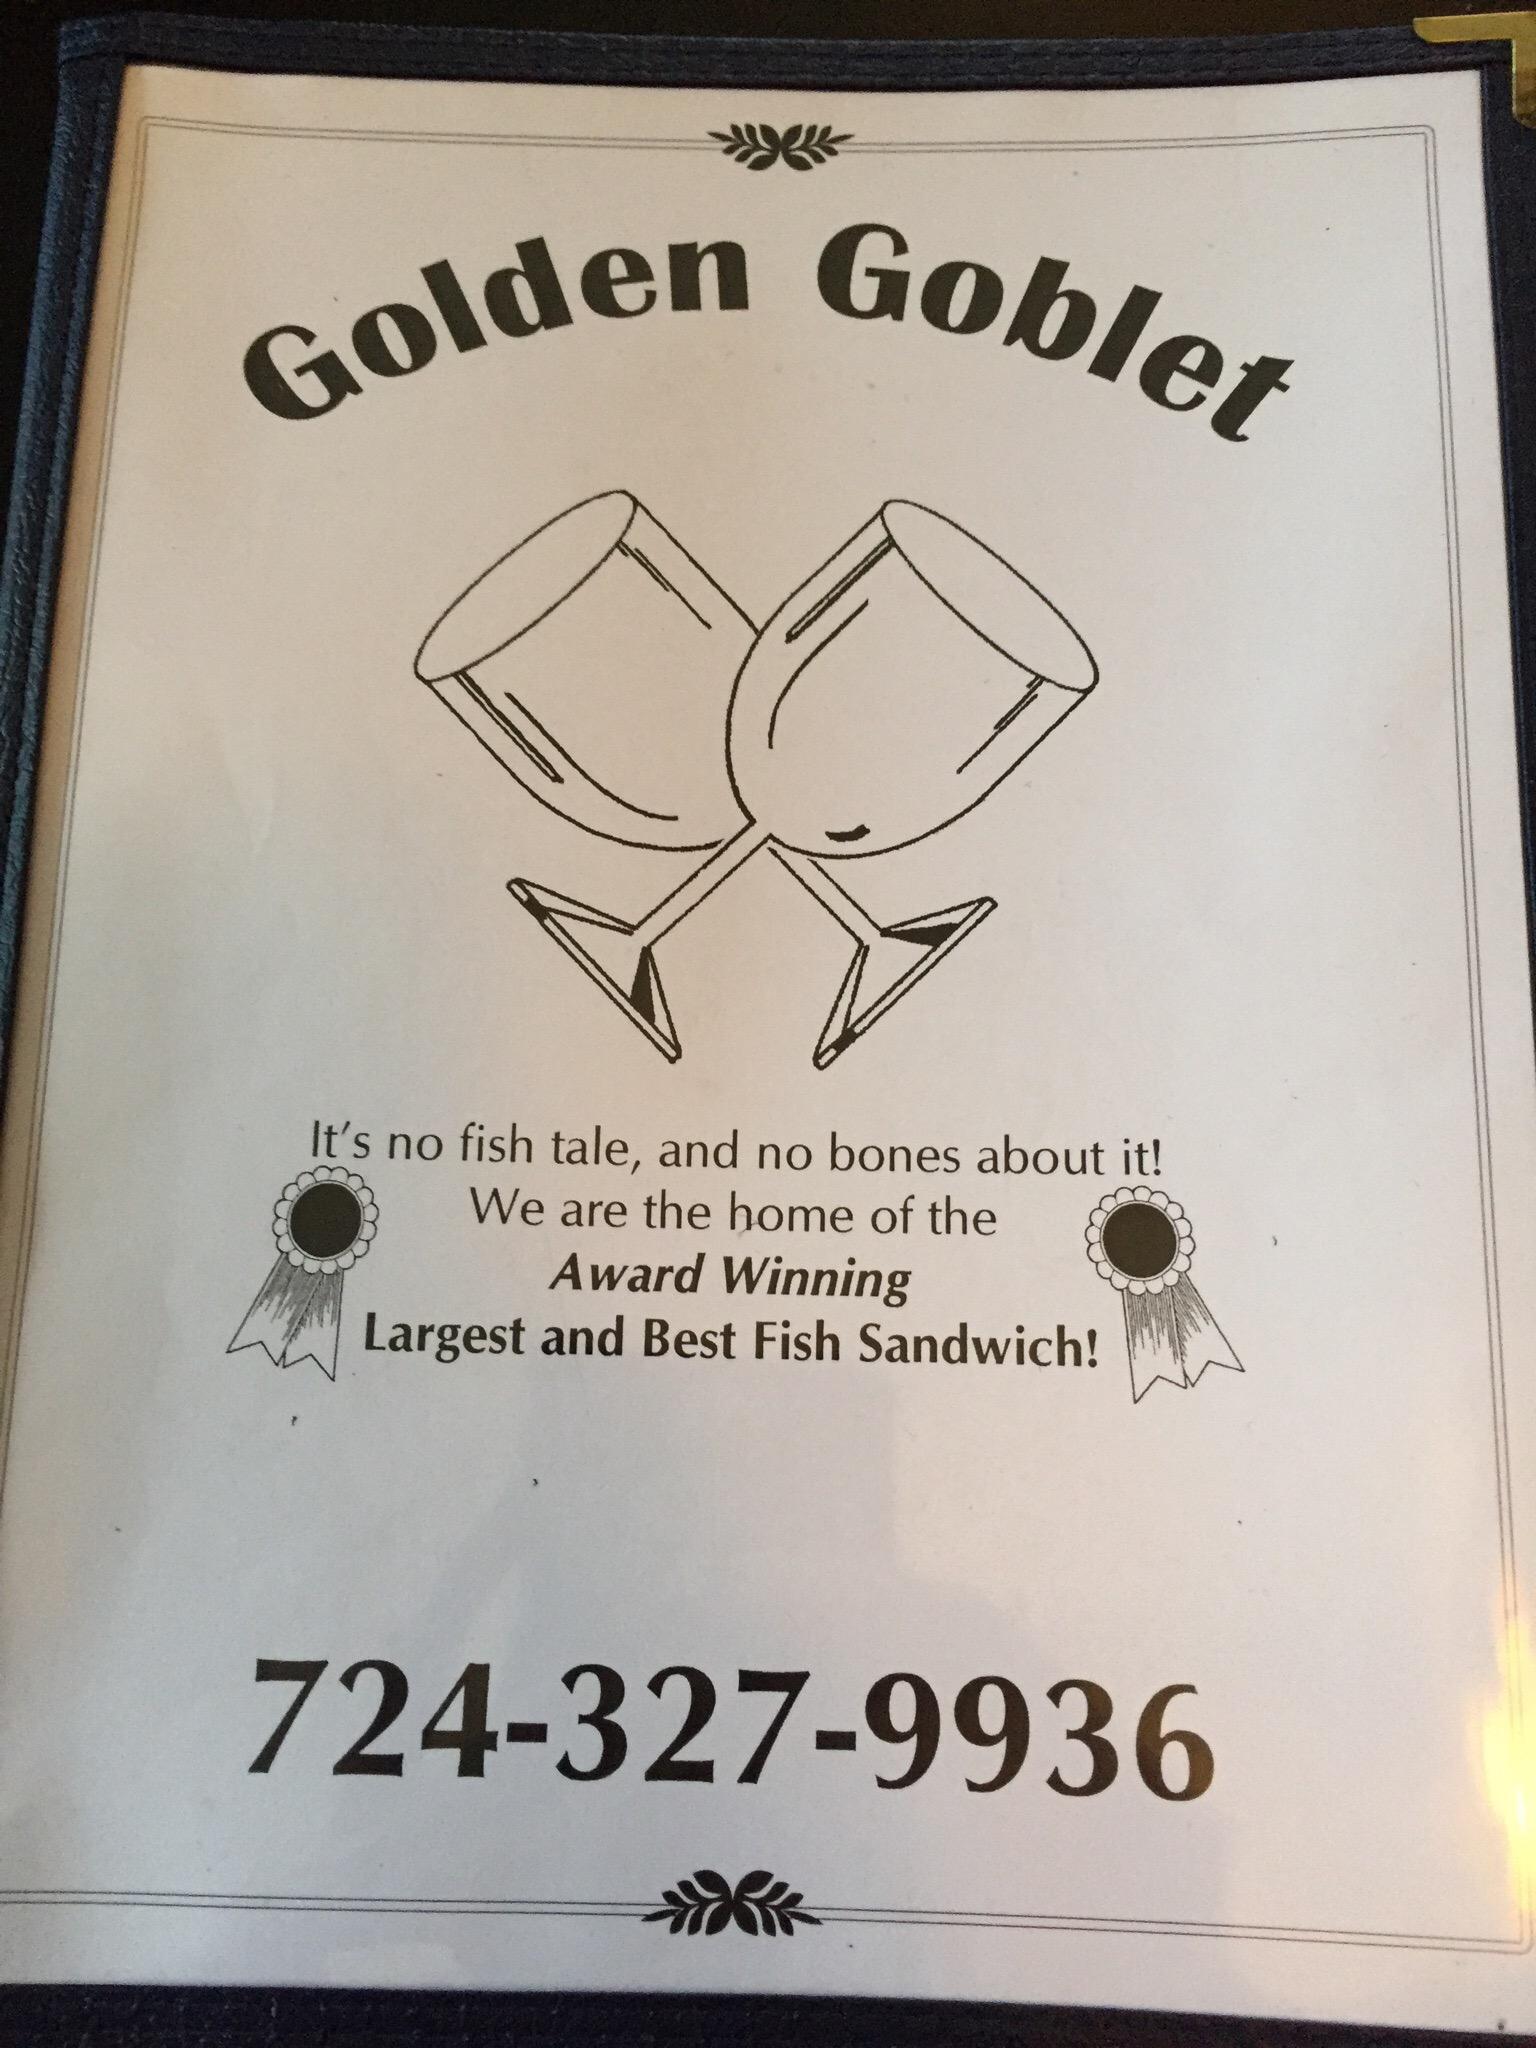 Golden Goblet
It's no fish tale, and no bones about it!
We are the home of the
Award Winning
Largest and Best Fish Sandwich!
724-327-9936